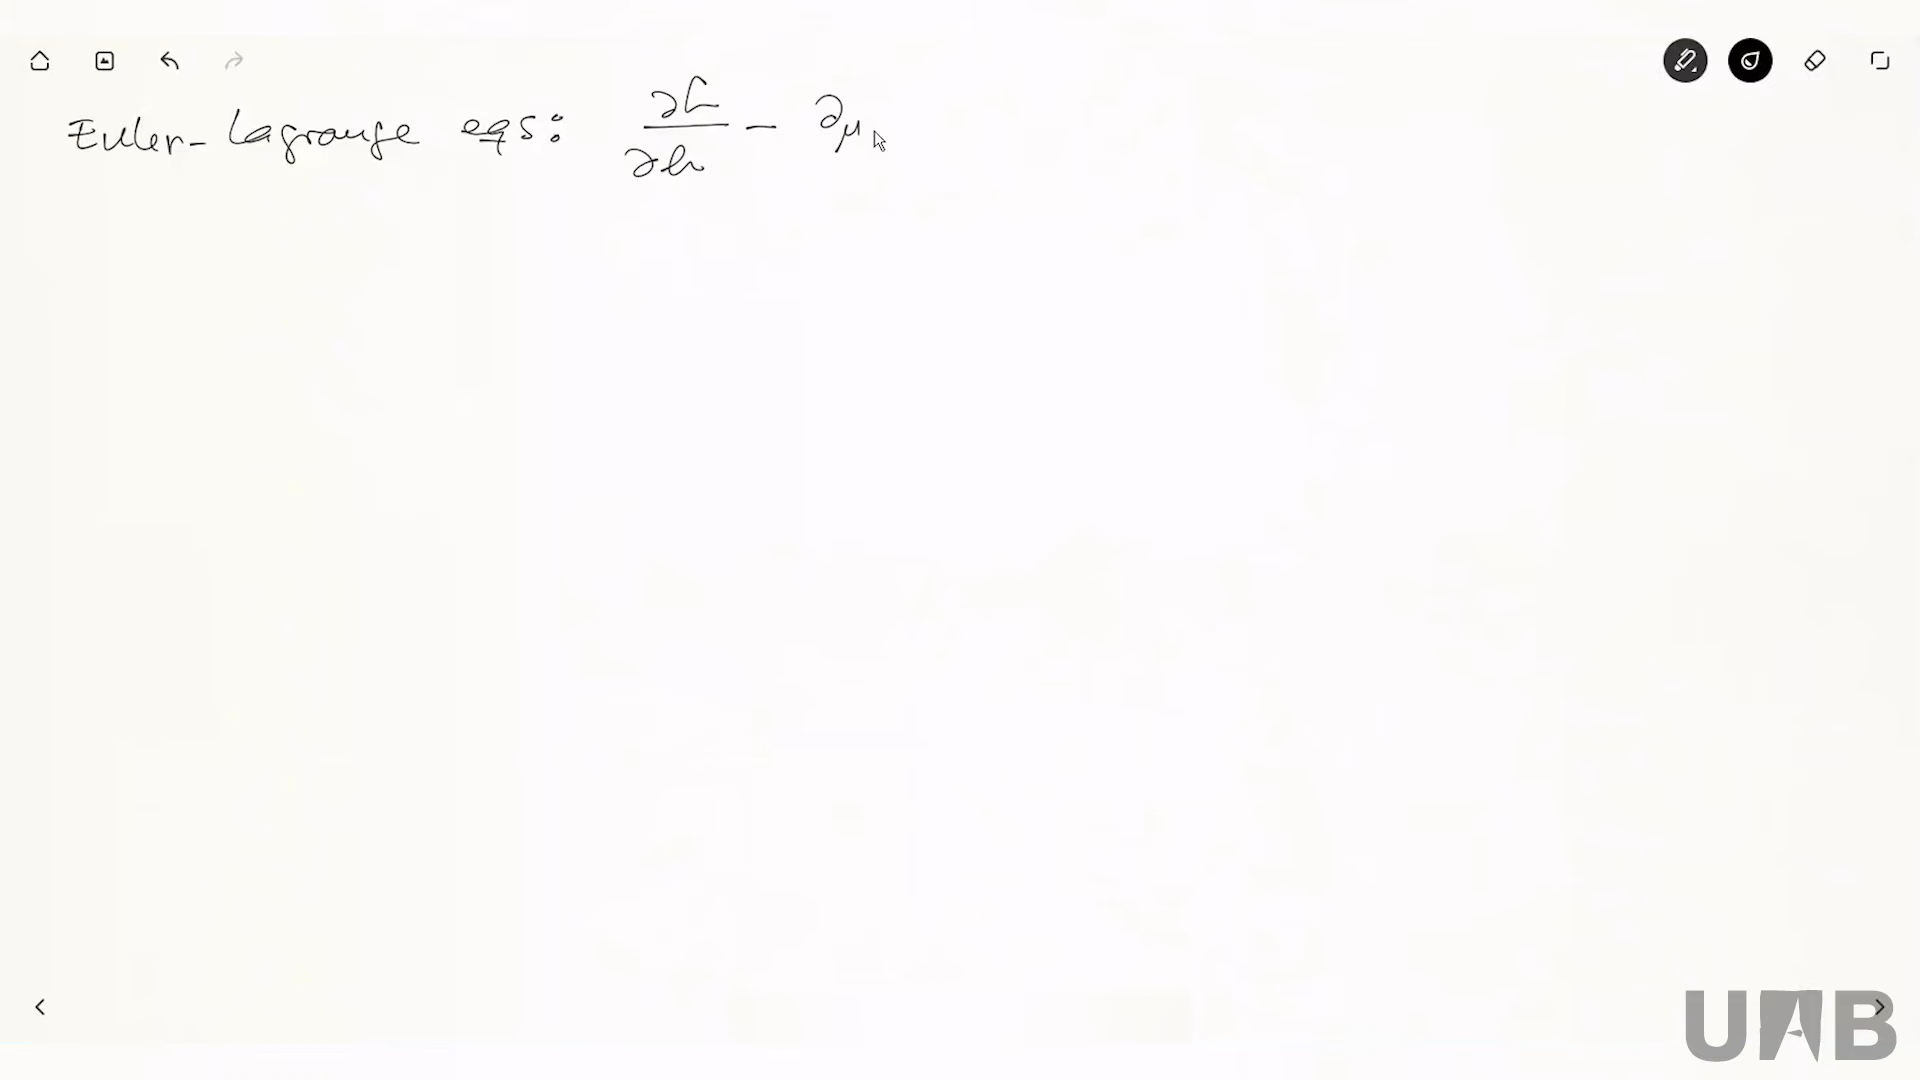 Euler-Lagrange eqs: ∂L/∂h - ∂μ
UAB